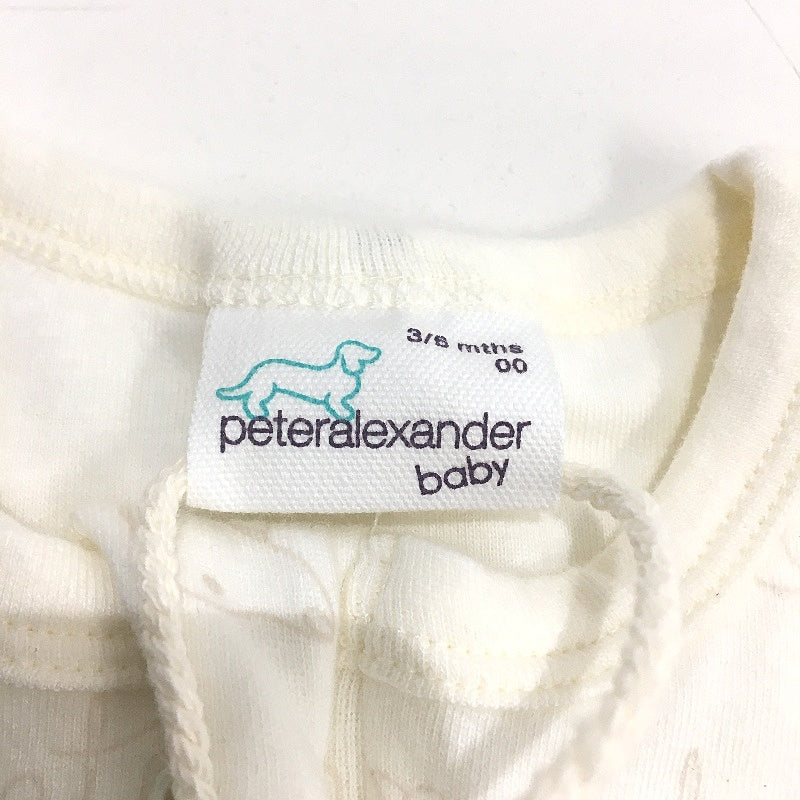 3/6 mths
00
peteralexander
baby